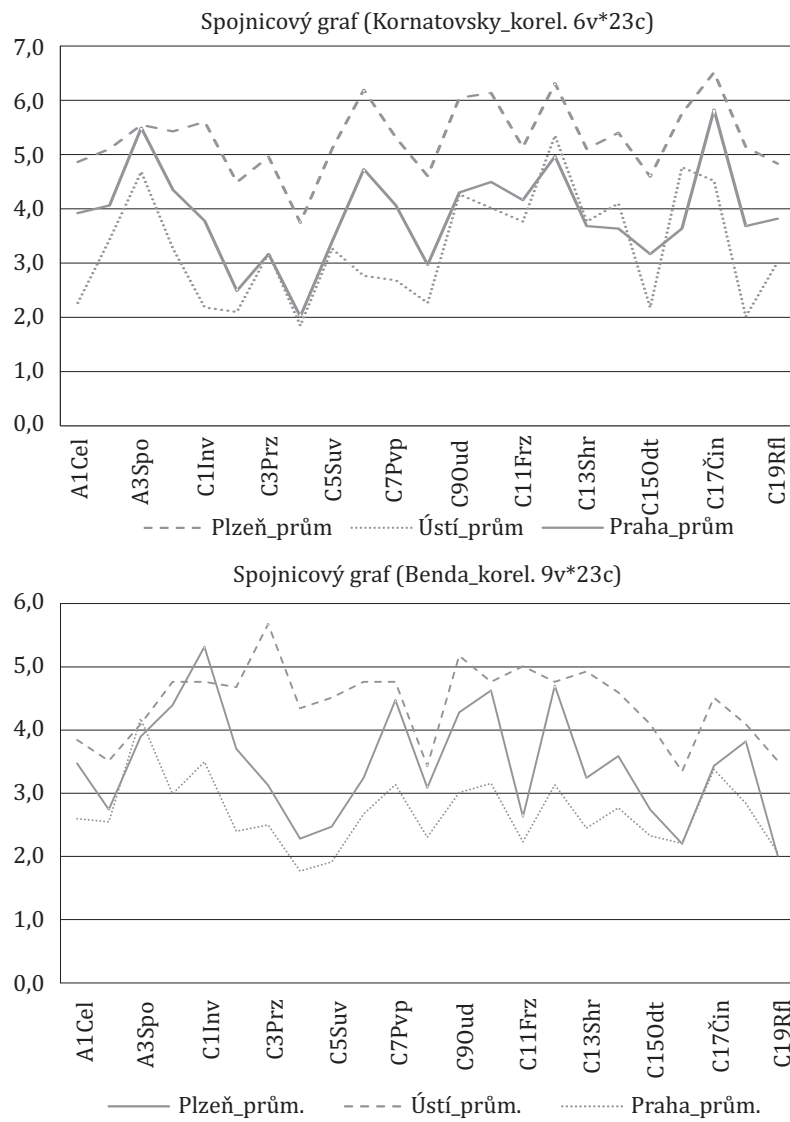 Spojnicový graf (Kornatovsky_korel. 6v*23c)
7,0
6,0
5,0
4,0
3,0
2,0
1,0
0,0
A1Cel
A3Spo
C1Inv
C3Prz
C5Suv
C7Pvp
C9Oud
C11Frz
C13Shr
C15Odt
C17Čin
C19Rfl
Plzeň_prům Ústí_prům Praha_prům
Spojnicový graf (Benda_korel. 9v*23c)
6,0
5,0
4,0
3,0
2,0
1,0
0,0
A1Cel
A3Spo
C1Inv
C3Prz
C5Suv
C7Pvp
C9Oud
C11Frz
C13Shr
C15Odt
C17Čin
C19Rfl
Plzeň_prům. Ústí_prům. Praha_prům.